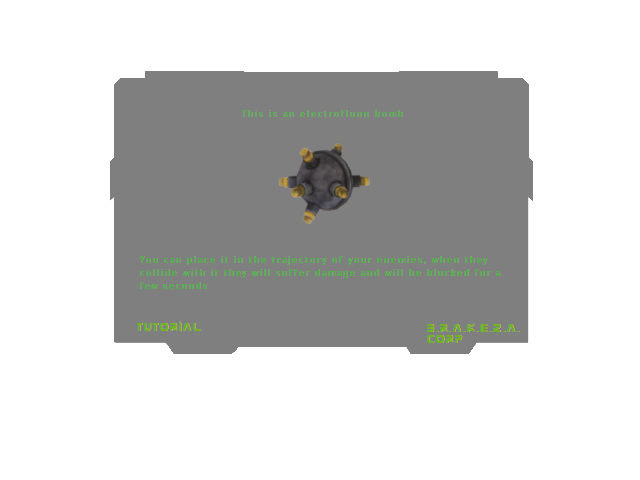 This is an electroflung bomb
You can place it in the trajectory of your enemies, when they
collide with it they will suffer damage and will be blocked for a
few seconds
TUTORIAL
B.R.A.K.E.R.A.
CORP